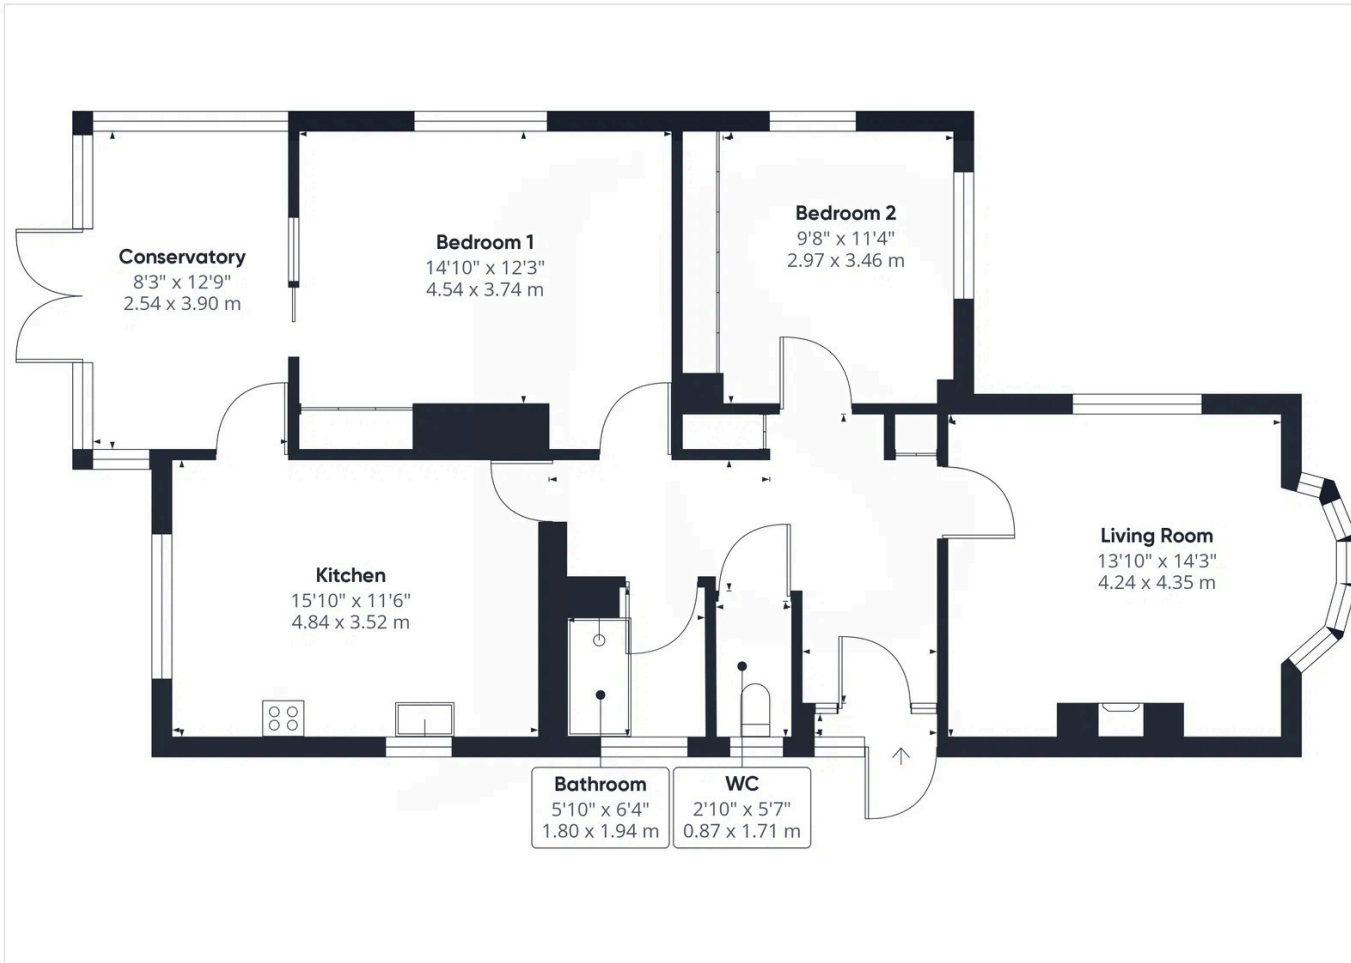 Conservatory
8'3" x 12'9"
2.54 x 3.90 m
Bedroom 1
14'10" x 12'3"
4.54 x 3.74 m
Bedroom 2
9'8" x 11'4"
2.97 x 3.46 m
Kitchen
15'10" x 11'6"
4.84 x 3.52 m
Living Room
13'10" x 14'3"
4.24 x 4.35 m
Bathroom
5'10" x 6'4"
1.80 x 1.94 m
WC
2'10" x 5'7"
0.87 x 1.71 m